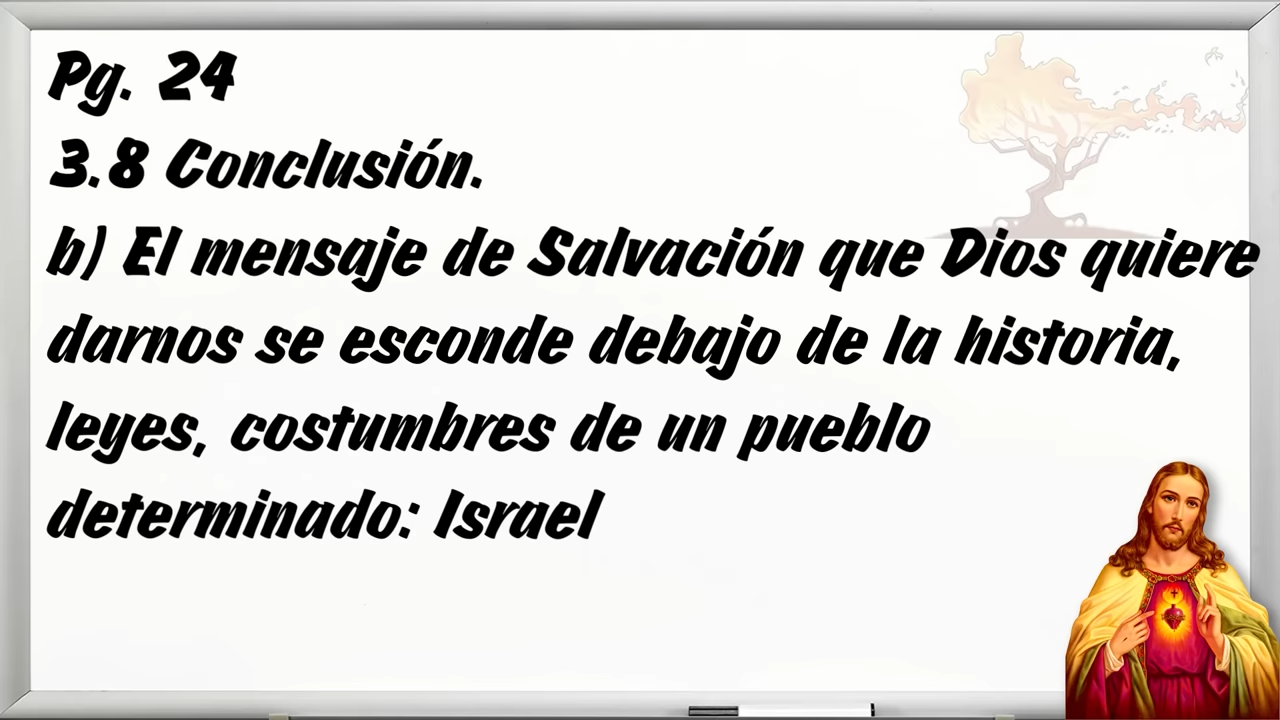 Pg. 24
3.8 Conclusión.
b) El mensaje de Salvación que Dios quiere
darnos se esconde debajo de la historia,
leyes, costumbres de un pueblo
determinado: Israel